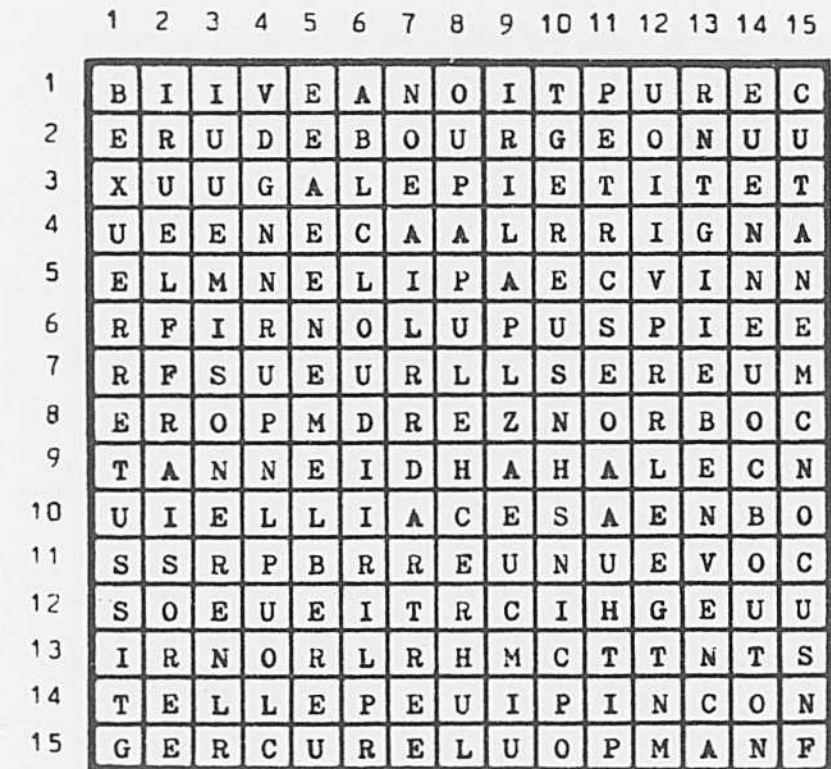 1 2 3 4 5 6 7 8 9 10 11 12 13 14 15
1 B I I V E A N O I T P U R E C
2 E R U D E B O U R G E O N U U
3 X U U G A L E P I E T I T E T
4 U E E N E C A A L R R I G N A
5 E L M N E L I P A E C V I N N
6 R F I R N O L U P U S P I E E
7 R F S U E U R L L S E R E U M
8 E R O P M D R E Z N O R B O C
9 T A N N E I D H A H A L E C N
10 U I E L L I A C E S A E N B O
11 S S R P B R R E U N U E V O C
12 S O E U E I T R C I H G E U U
13 I R N O R L R H M C T T N T S
14 T E L L E P E U I P I N C O N
15 G E R C U R E L U O P M A N F